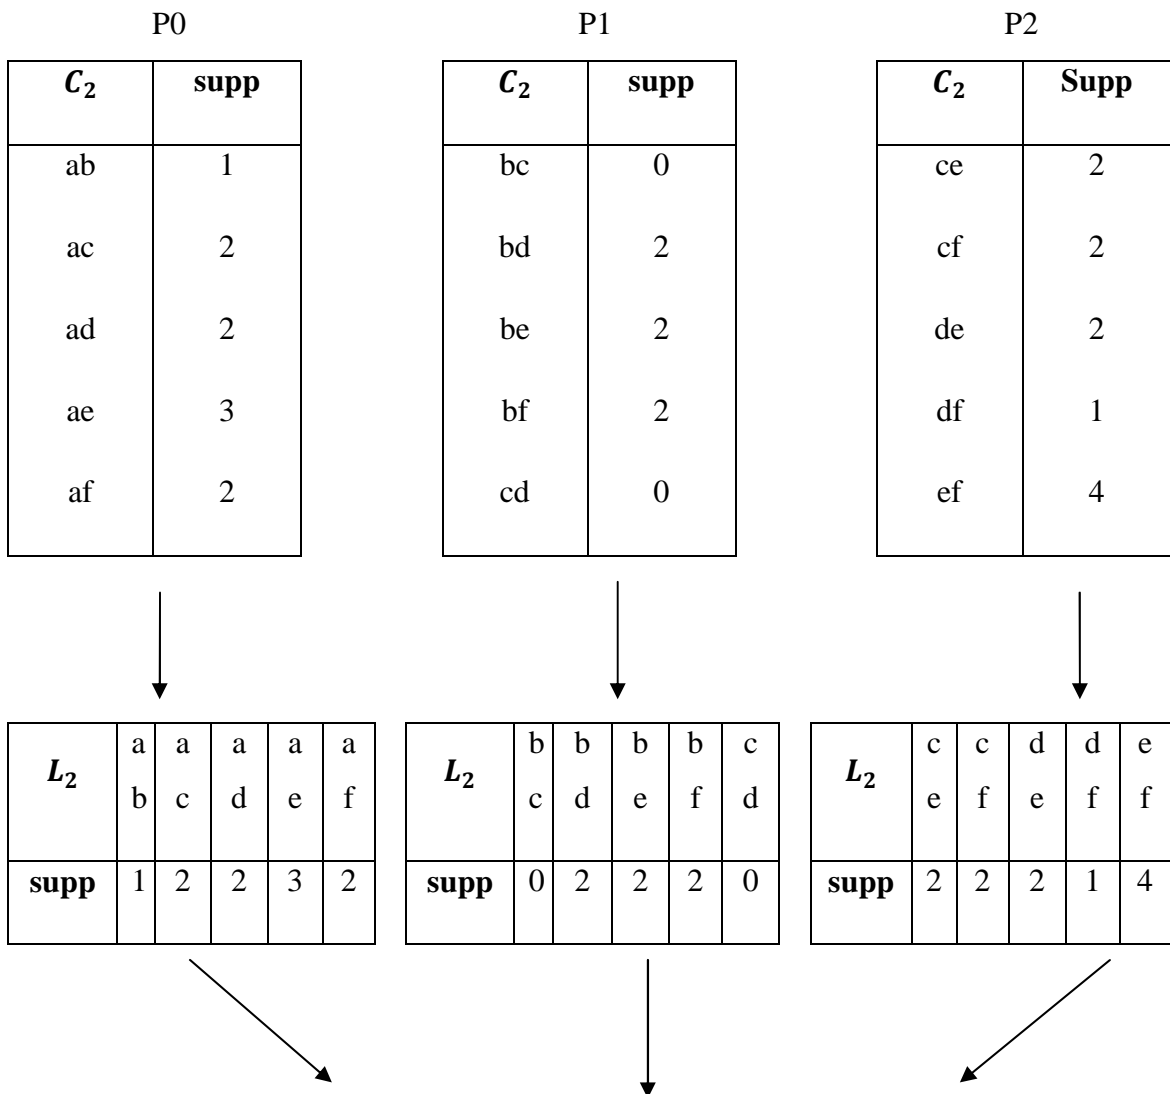 P0 P1 P2
C₂ supp C₂ supp C₂ Supp
ab 1 bc 0 ce 2
ac 2 bd 2 cf 2
ad 2 be 2 de 2
ae 3 bf 2 df 1
af 2 cd 0 ef 4
a a a a a b b b b c c c d d e
L₂ L₂ L₂
b c d e f c d e f d e f e f f
supp 1 2 2 3 2 supp 0 2 2 2 0 supp 2 2 2 1 4